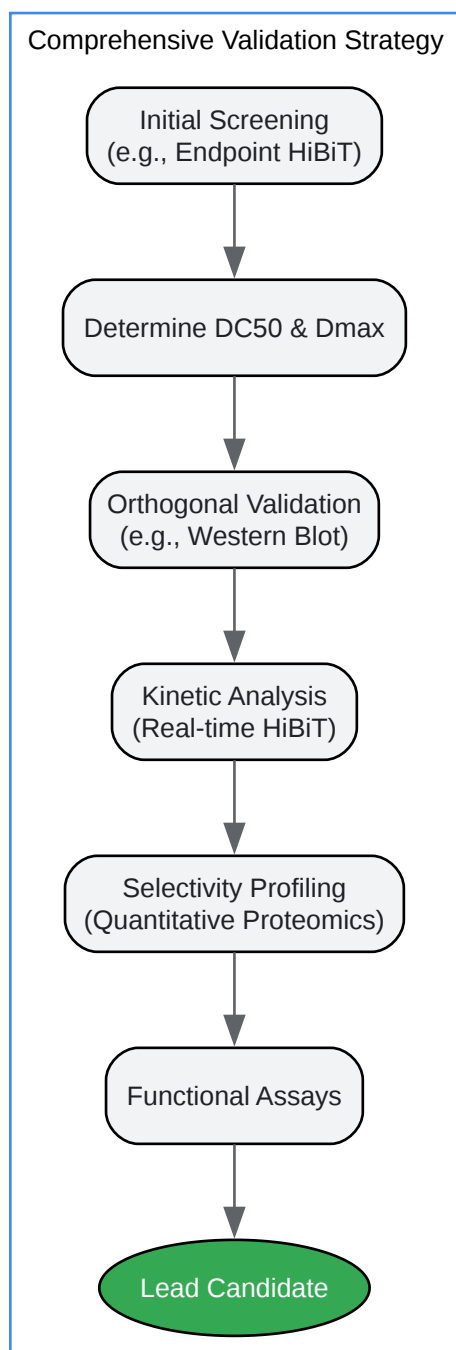 Comprehensive Validation Strategy
Initial Screening
(e.g., Endpoint HiBiT)
Determine DC50 & Dmax
Orthogonal Validation
(e.g., Western Blot)
Kinetic Analysis
(Real-time HiBiT)
Selectivity Profiling
(Quantitative Proteomics)
Functional Assays
Lead Candidate